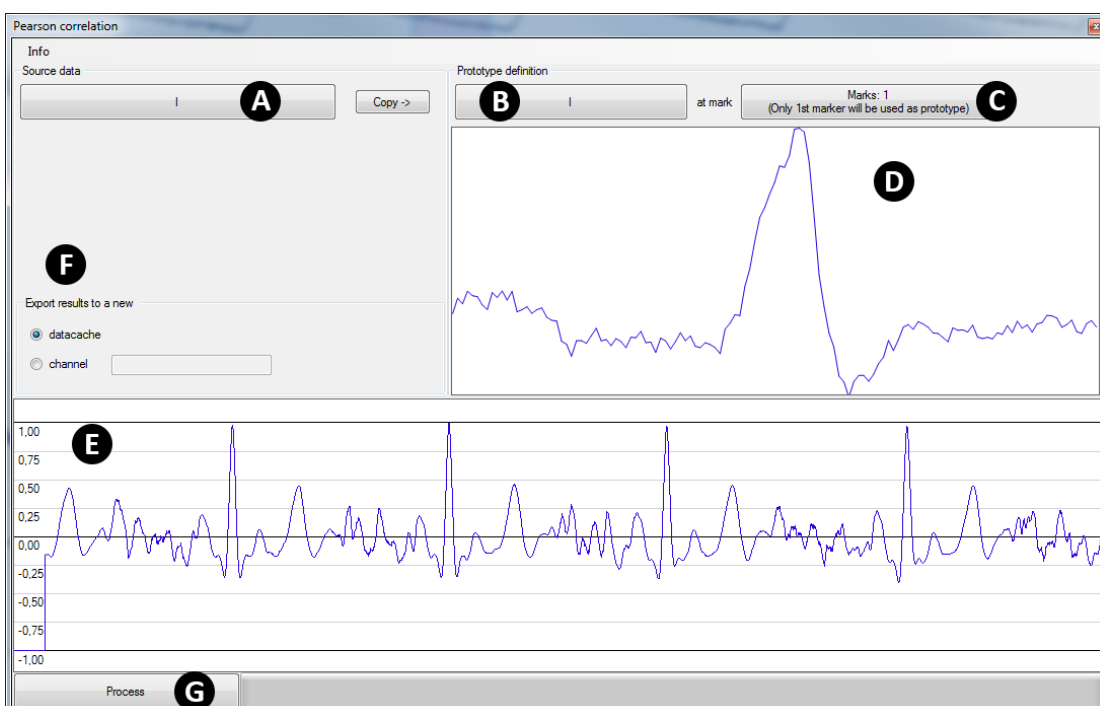 Pearson correlation
Info
Source data
I
A
Copy ->
Prototype definition
I
B
at mark
Marks: 1
(Only 1st marker will be used as prototype)
C
D
F
Export results to a new
datacache
channel
E
1,00
0,75
0,50
0,25
0,00
-0,25
-0,50
-0,75
-1,00
Process
G